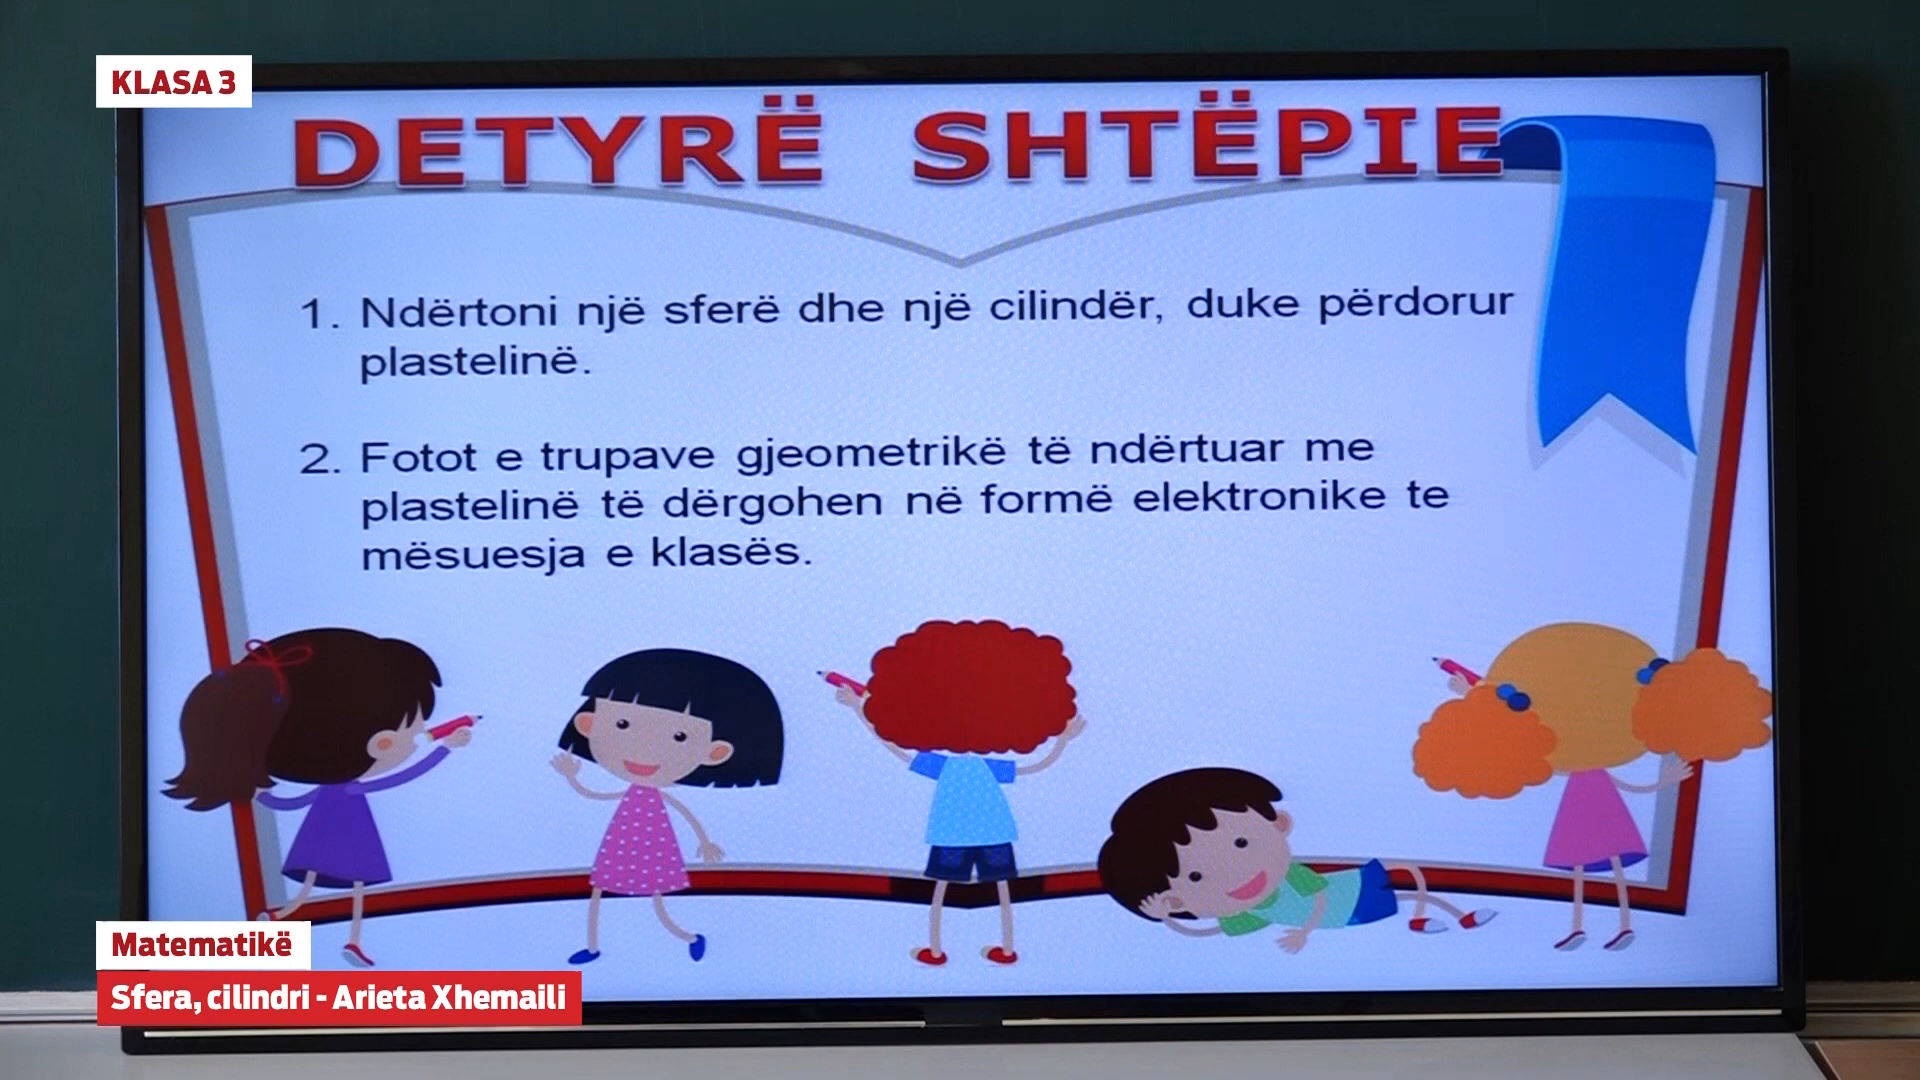 KLASA 3
DETYRË SHTËPIE
1. Ndërtoni një sferë dhe një cilindër, duke përdorur
plastelinë.
2. Fotot e trupave gjeometrikë të ndërtuar me
plastelinë të dërgohen në formë elektronike te
mësuesja e klasës.
Matematikë
Sfera, cilindri - Arieta Xhemaili